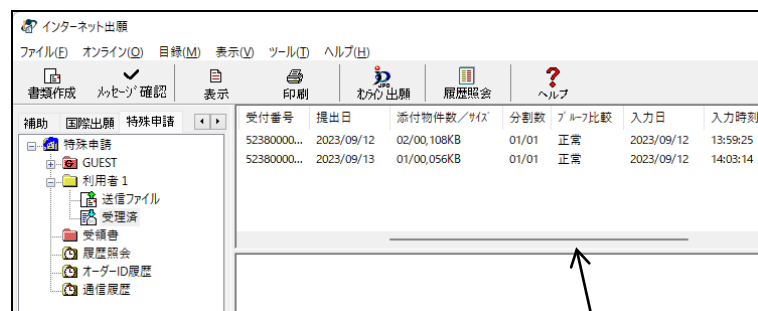 インターネット出願
ファイル(F) オンライン(O) 目録(M) 表示(V) ツール(T) ヘルプ(H)
書類作成 メッセージ確認 表示 印刷 オンライン出願 履歴照会 ヘルプ
補助 国際出願 特殊申請
受付番号 提出日 添付物件数／サイズ 分割数 プルーフ比較 入力日 入力時刻
52380000... 2023/09/12 02/00,108KB 01/01 正常 2023/09/12 13:59:25
52380000... 2023/09/13 01/00,056KB 01/01 正常 2023/09/12 14:03:14
特殊申請
GUEST
利用者1
送信ファイル
受理済
受領書
履歴照会
オーダーID履歴
通信履歴